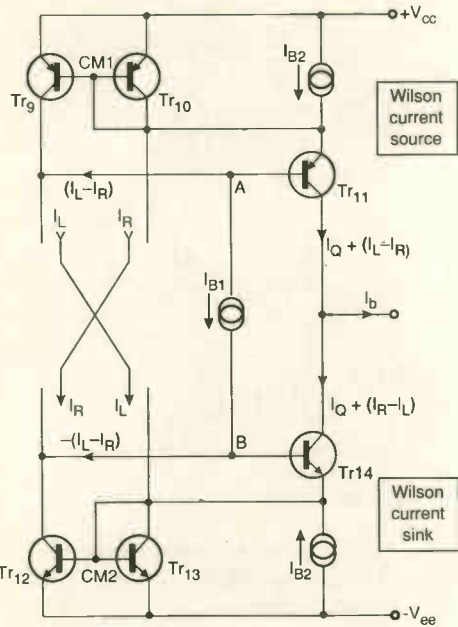 +Vcc
CM1
IB2
Tr9
Tr10
Wilson
current
source
A
Tr11
(IL–IR)
IL
IR
IQ + (IL–IR)
IB1
Ib
IR
IL
IQ + (IR–IL)
–(IL–IR)
B
Tr14
Wilson
current
sink
IB2
Tr12
CM2
Tr13
-Vee